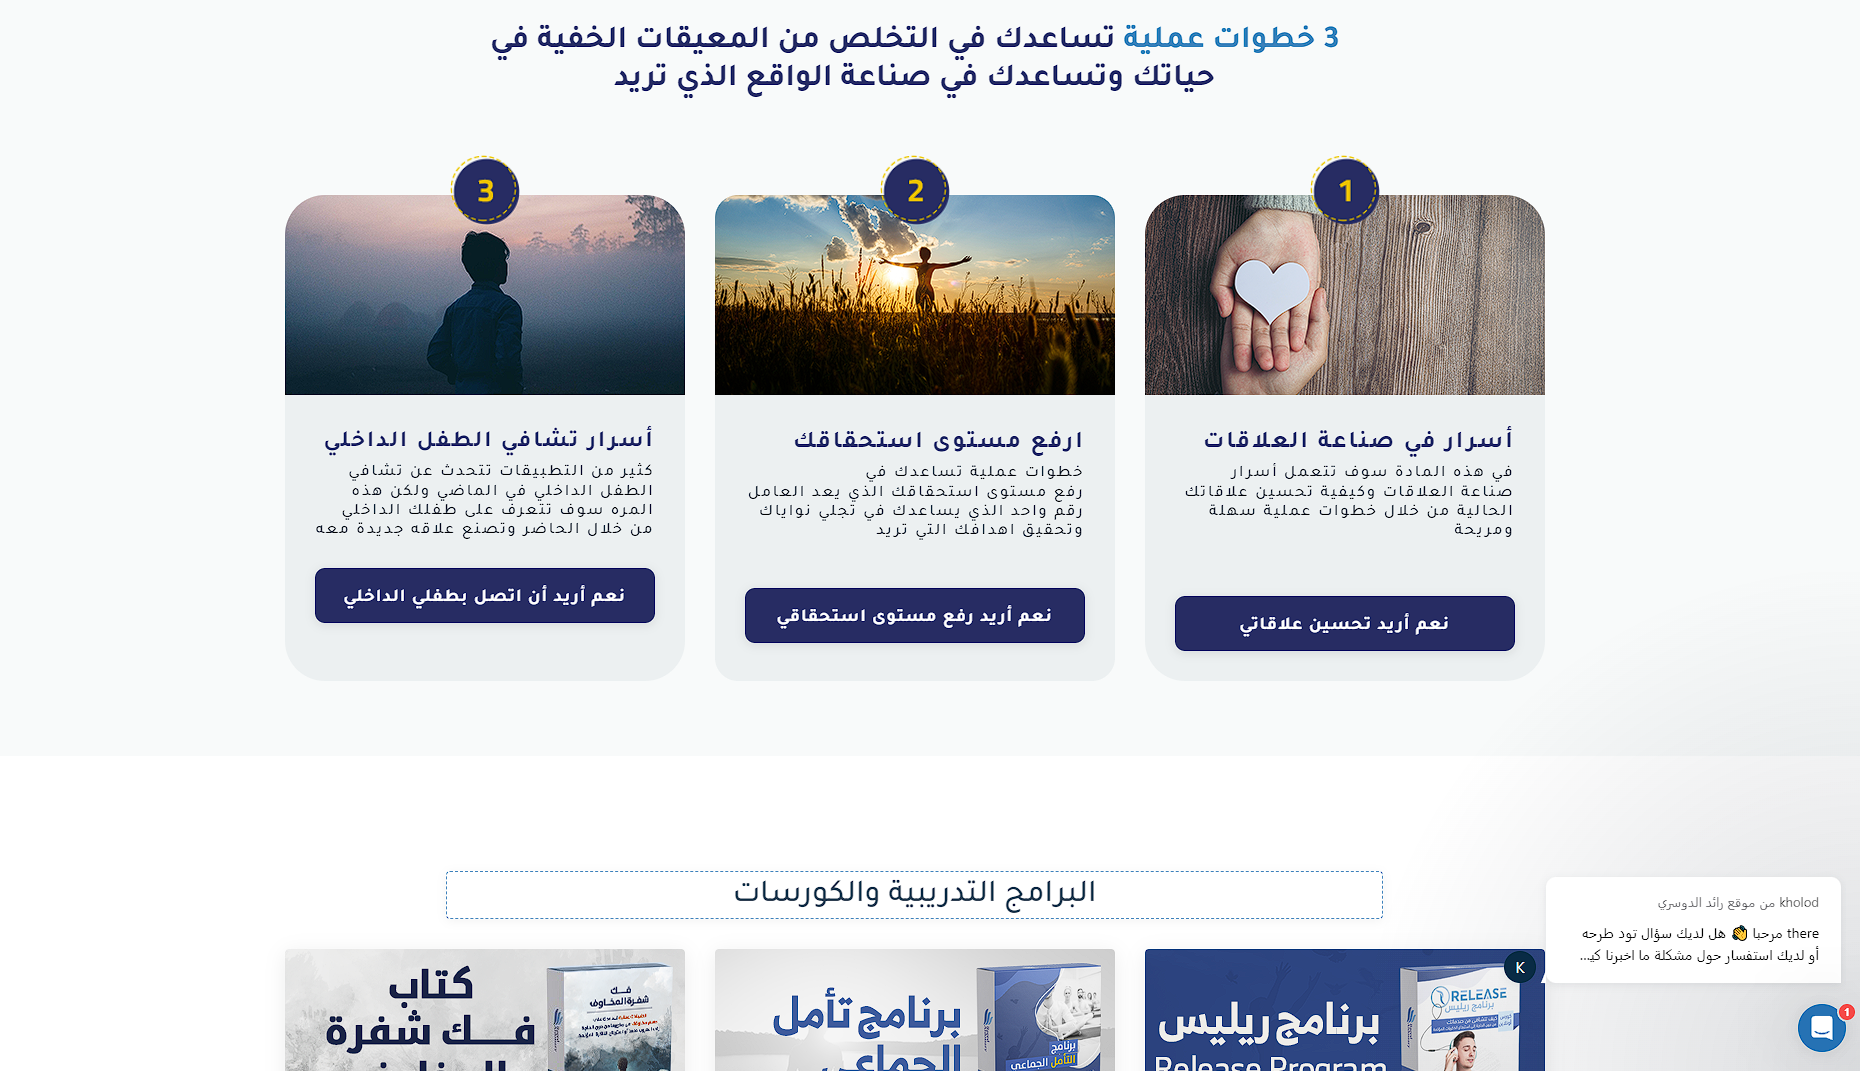 3 خطوات عملية تساعدك في التخلص من المعيقات الخفية في
حياتك وتساعدك في صناعة الواقع الذي تريد
1
أسرار في صناعة العلاقات
في هذه المادة سوف تتعمل أسرار
صناعة العلاقات وكيفية تحسين علاقاتك
الحالية من خلال خطوات عملية سهلة
ومريحة
نعم أريد تحسين علاقاتي
2
ارفع مستوى استحقاقك
خطوات عملية تساعدك في
رفع مستوى استحقاقك الذي يعد العامل
رقم واحد الذي يساعدك في تجلي نواياك
وتحقيق اهدافك التي تريد
نعم أريد رفع مستوى استحقاقي
3
أسرار تشافي الطفل الداخلي
كثير من التطبيقات تتحدث عن تشافي
الطفل الداخلي في الماضي ولكن هذه
المره سوف تتعرف على طفلك الداخلي
من خلال الحاضر وتصنع علاقه جديدة معه
نعم أريد أن اتصل بطفلي الداخلي
البرامج التدريبية والكورسات
برنامج ريليس
Release Program
RELEASE
برنامج ريليس
برنامج تأمل
الجماعي
برنامج
التأمل الجماعي
كتاب
فك شفرة
المخاوف
فك
شفرة المخاوف
kholod من موقع رائد الدوسري
there مرحبا 👋 هل لديك سؤال تود طرحه
أو لديك استفسار حول مشكلة ما اخبرنا كيـ...
K
1